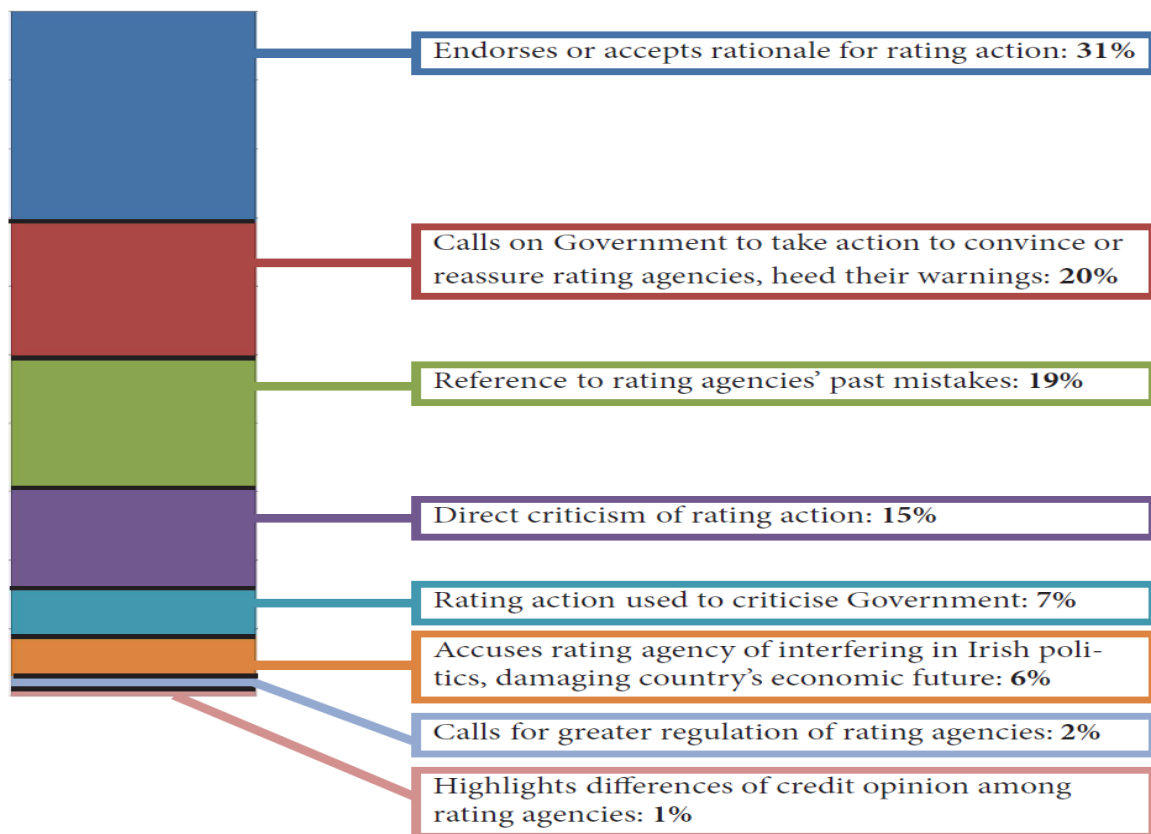 Endorses or accepts rationale for rating action: 31%
Calls on Government to take action to convince or
reassure rating agencies, heed their warnings: 20%
Reference to rating agencies’ past mistakes: 19%
Direct criticism of rating action: 15%
Rating action used to criticise Government: 7%
Accuses rating agency of interfering in Irish poli-
tics, damaging country’s economic future: 6%
Calls for greater regulation of rating agencies: 2%
Highlights differences of credit opinion among
rating agencies: 1%